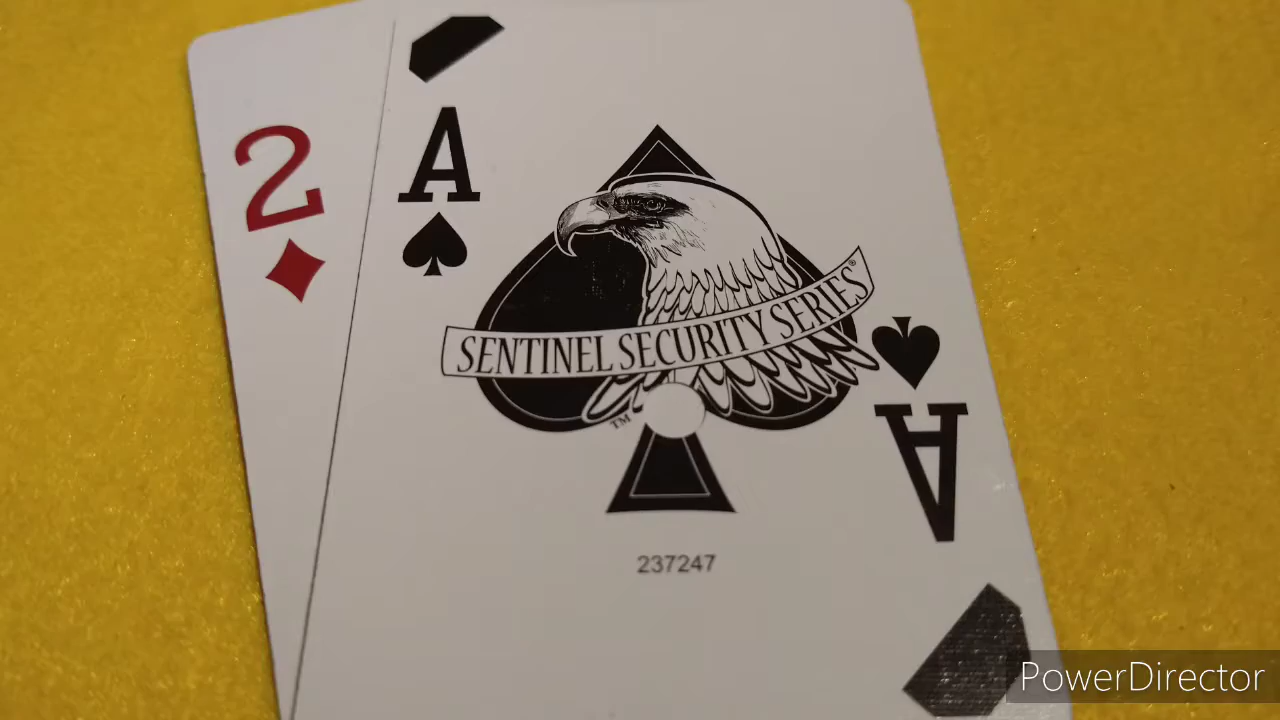 2
A
SENTINEL SECURITY SERIES®
™
A
237247
PowerDirector